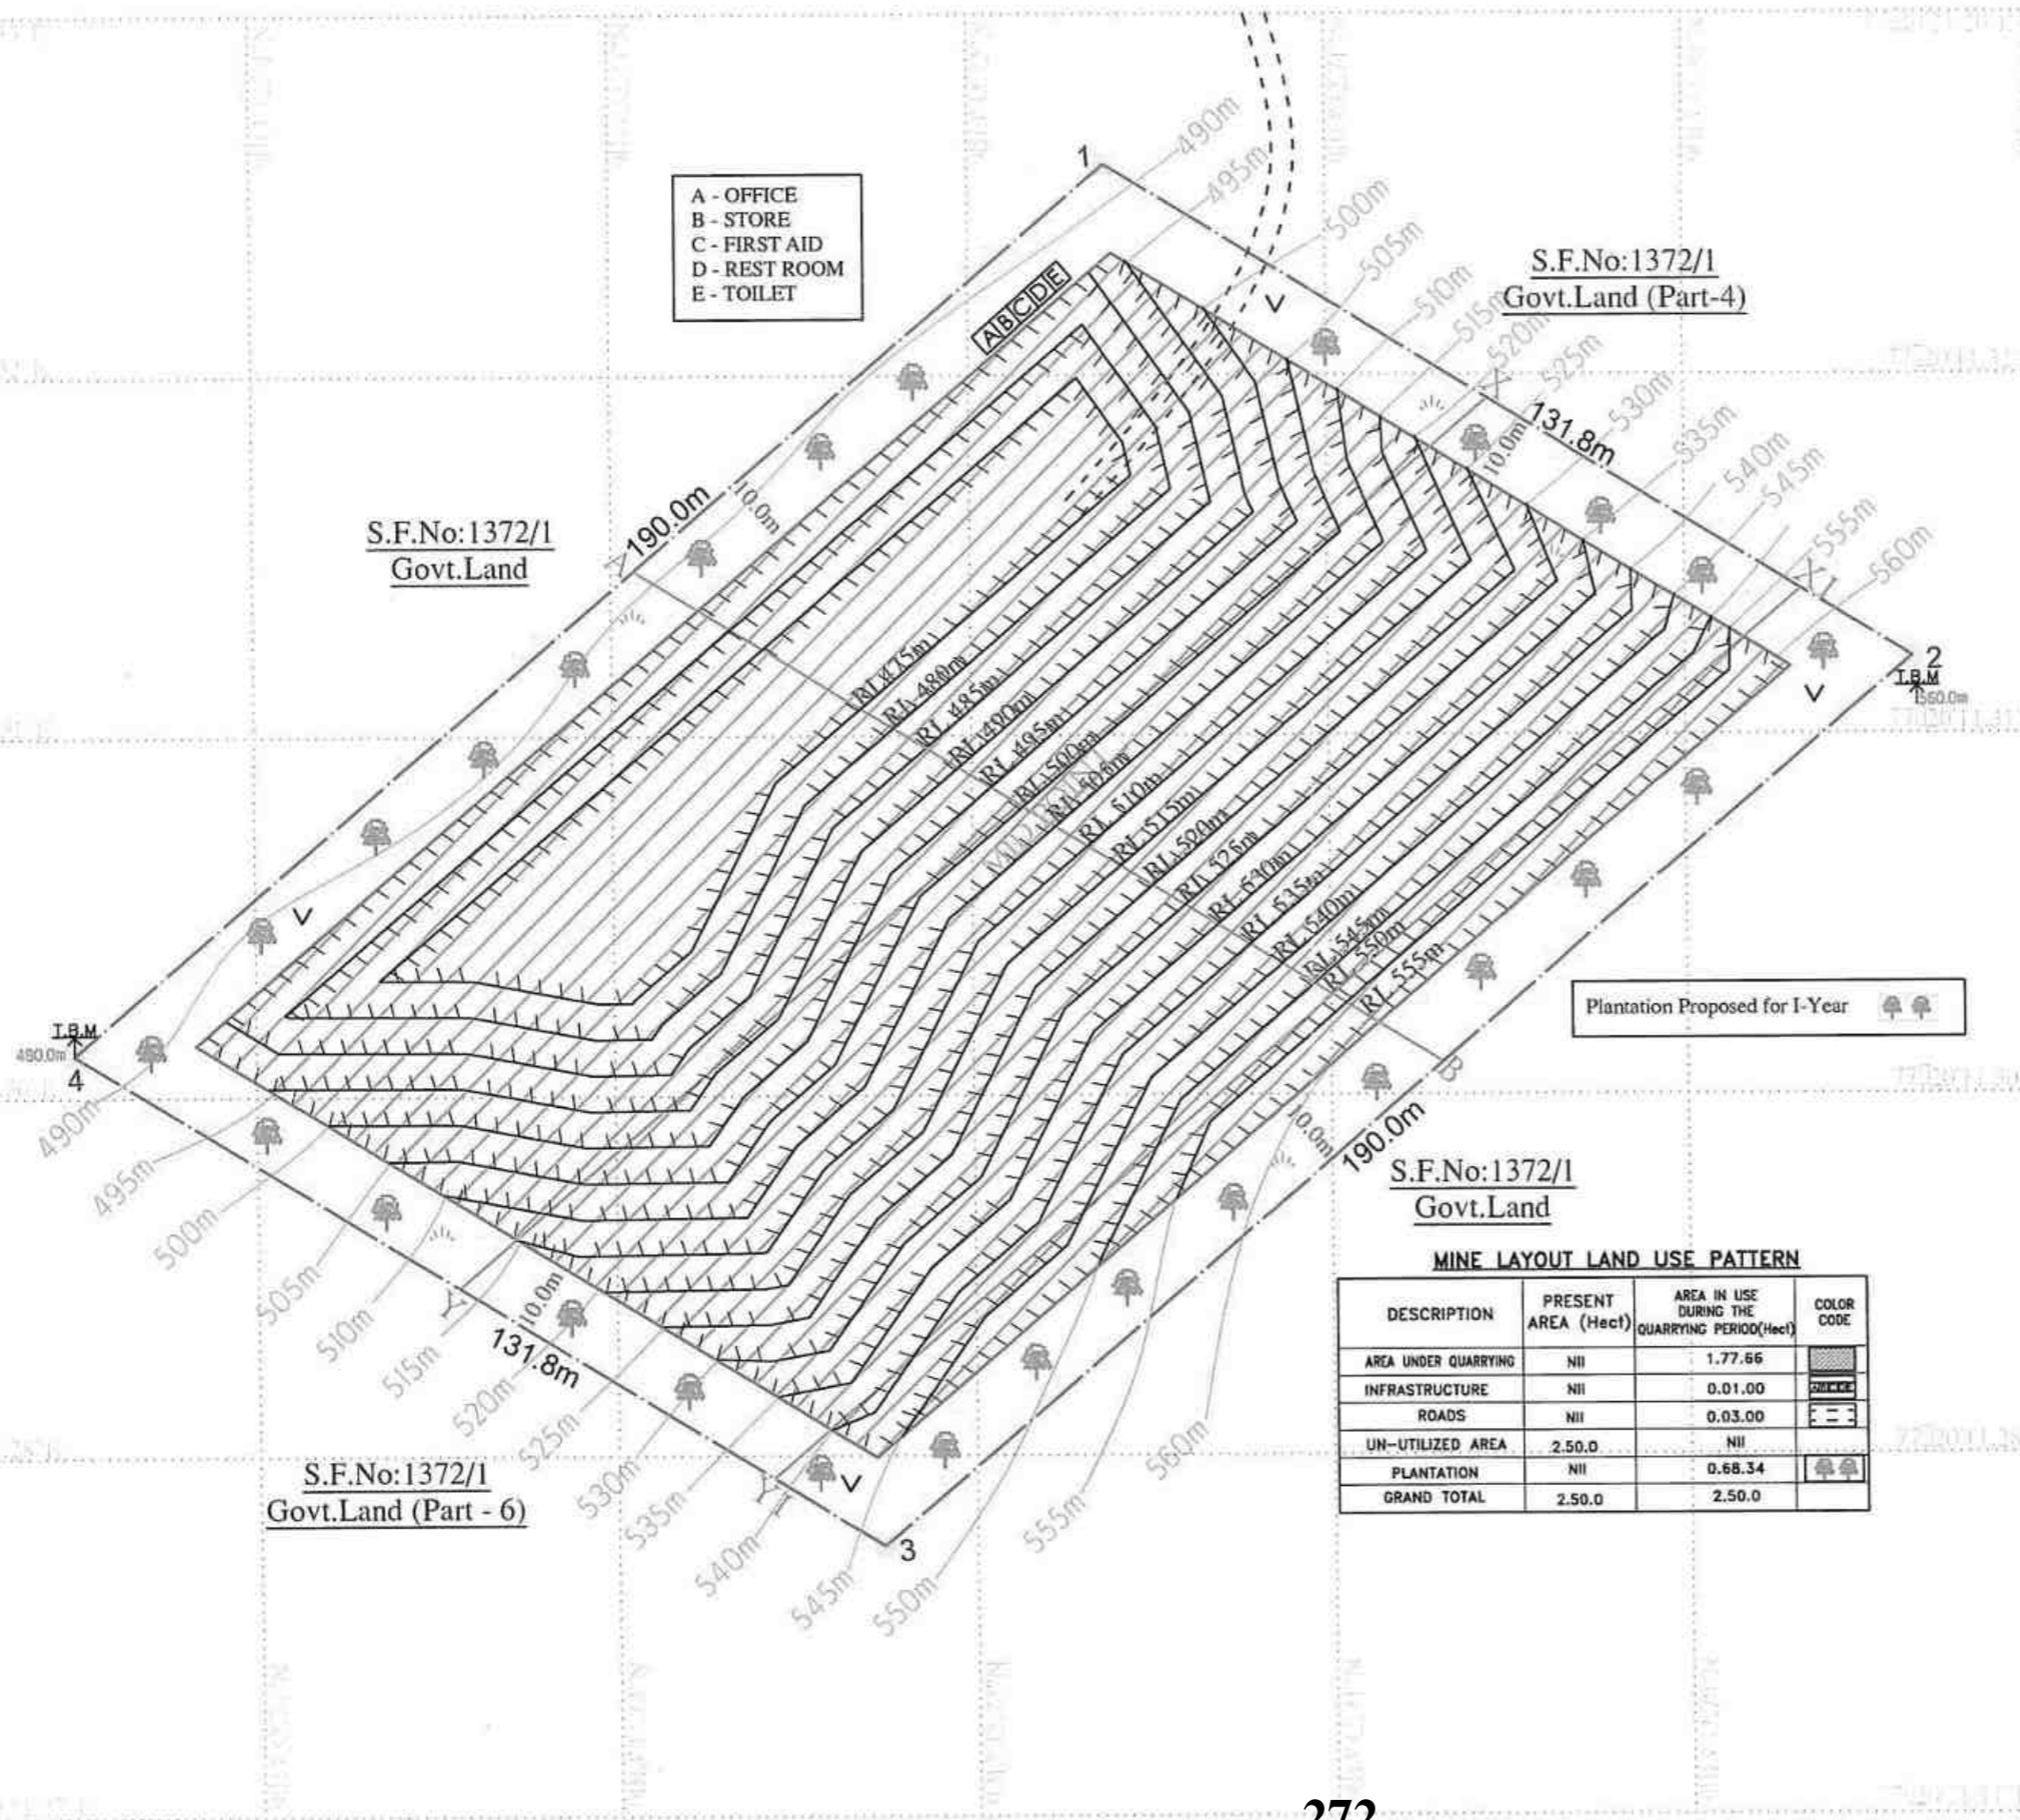 A - OFFICE
B - STORE
C - FIRST AID
D - REST ROOM
E - TOILET
1
490m
495m
500m
505m
510m
515m
520m
525m
530m
535m
540m
545m
555m
560m
S.F.No:1372/1
Govt.Land (Part-4)
A B C D E
V
X
131.8m
10.0m
X1
2
T.B.M
560.0m
V
190.0m
10.0m
A
S.F.No:1372/1
Govt.Land
RL 475m
RL 480m
RL 485m
RL 490m
RL 495m
RL 500m
RL 505m
RL 510m
RL 515m
RL 520m
RL 525m
RL 530m
RL 535m
RL 540m
RL 545m
RL 550m
RL 555m
V
Plantation Proposed for I-Year
T.B.M
4
B
10.0m
190.0m
S.F.No:1372/1
Govt.Land
490m
495m
500m
505m
510m
515m
520m
525m
530m
535m
540m
545m
550m
555m
560m
Y
10.0m
131.8m
Y1
V
3
S.F.No:1372/1
Govt.Land (Part - 6)
MINE LAYOUT LAND USE PATTERN
DESCRIPTION PRESENT AREA (Hect) AREA IN USE DURING THE QUARRYING PERIOD(Hect) COLOR CODE
AREA UNDER QUARRYING Nil 1.77.66
INFRASTRUCTURE Nil 0.01.00
ROADS Nil 0.03.00
UN-UTILIZED AREA 2.50.0 Nil
PLANTATION Nil 0.68.34
GRAND TOTAL 2.50.0 2.50.0
272